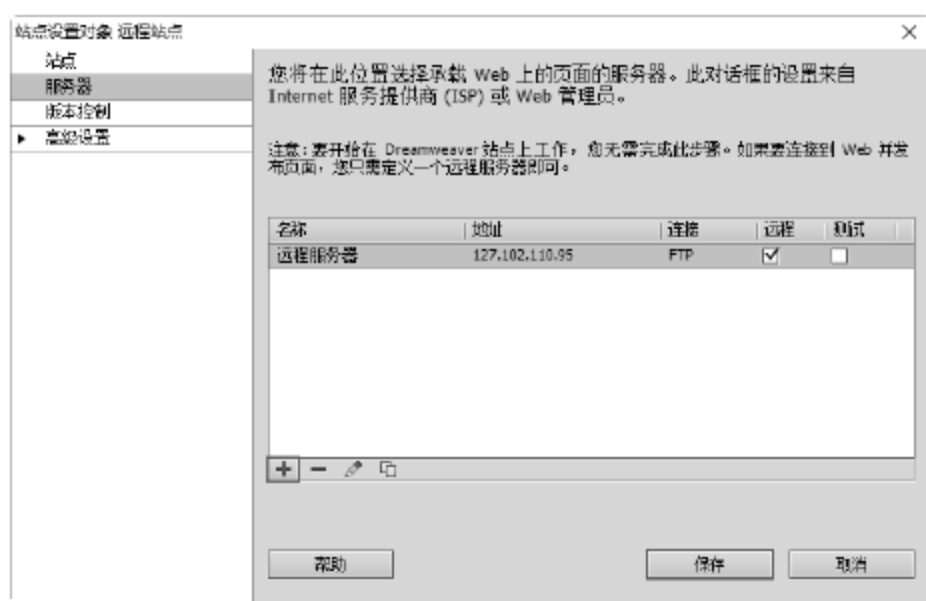 站点设置对象 远程站点
站点
服务器
版本控制
高级设置
您将在此位置选择承载 Web 上的页面的服务器。此对话框的设置来自
Internet 服务提供商 (ISP) 或 Web 管理员。
注意:要开始在 Dreamweaver 站点上工作，您无需完成此步骤。如果要连接到 Web 并发
布页面，您只需定义一个远程服务器即可。
名称 地址 连接 远程 测试
远程服务器 127.102.110.95 FTP
帮助 保存 取消